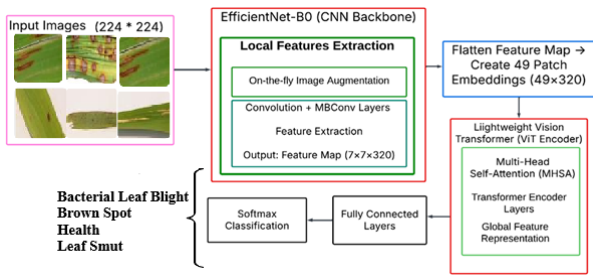 Input Images (224 * 224)
EfficientNet-B0 (CNN Backbone)
Local Features Extraction
On-the-fly Image Augmentation
Convolution + MBConv Layers
Feature Extraction
Output: Feature Map (7×7×320)
Flatten Feature Map →
Create 49 Patch
Embeddings (49×320)
Liightweight Vision
Transformer (ViT Encoder)
Multi-Head
Self-Attention (MHSA)
Transformer Encoder
Layers
Global Feature
Representation
Fully Connected
Layers
Softmax
Classification
Bacterial Leaf Blight
Brown Spot
Health
Leaf Smut